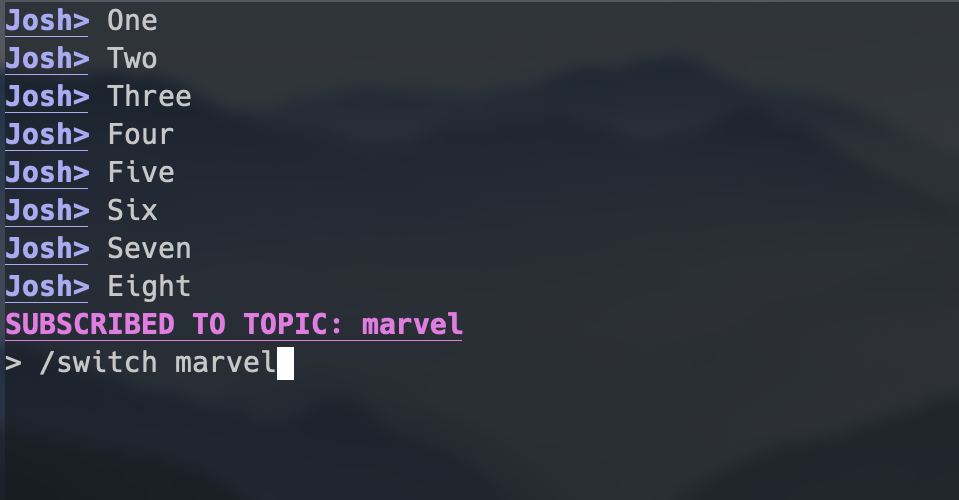 Josh> One
Josh> Two
Josh> Three
Josh> Four
Josh> Five
Josh> Six
Josh> Seven
Josh> Eight
SUBSCRIBED TO TOPIC: marvel
> /switch marvel